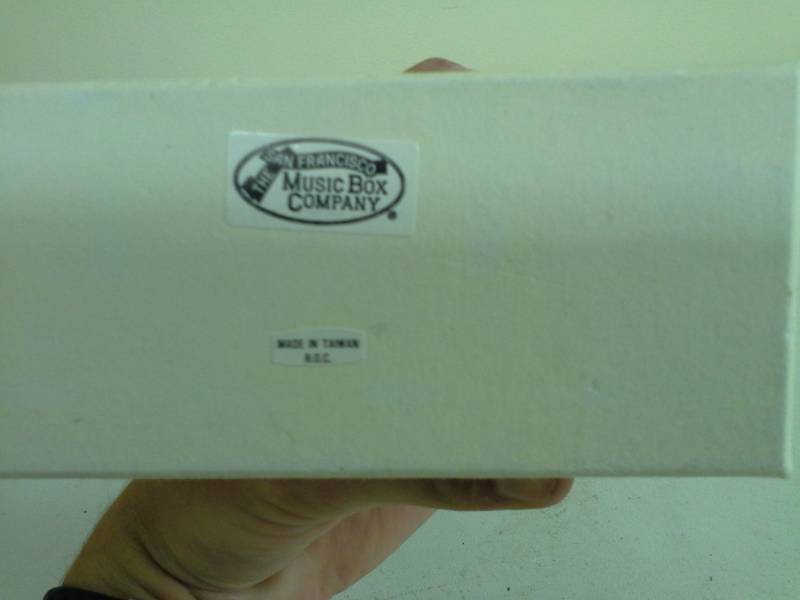 THE SAN FRANCISCO
MUSIC BOX
COMPANY
MADE IN TAIWAN
R.O.C.